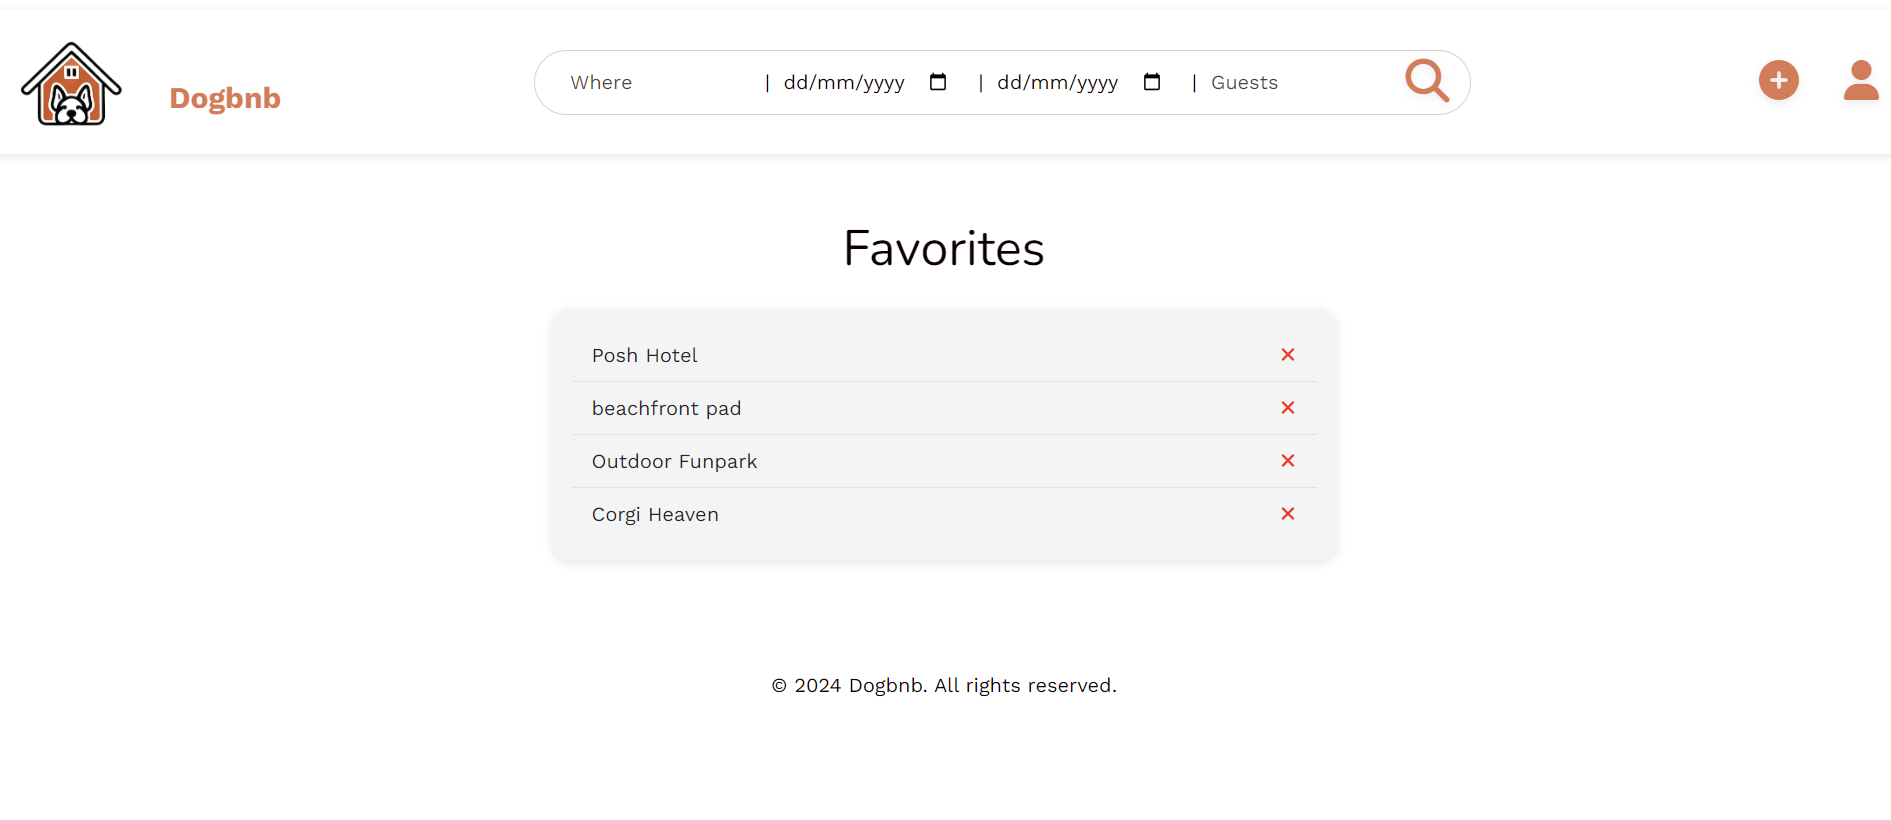 Dogbnb
Where | dd/mm/yyyy | dd/mm/yyyy | Guests
Favorites
Posh Hotel
beachfront pad
Outdoor Funpark
Corgi Heaven
© 2024 Dogbnb. All rights reserved.